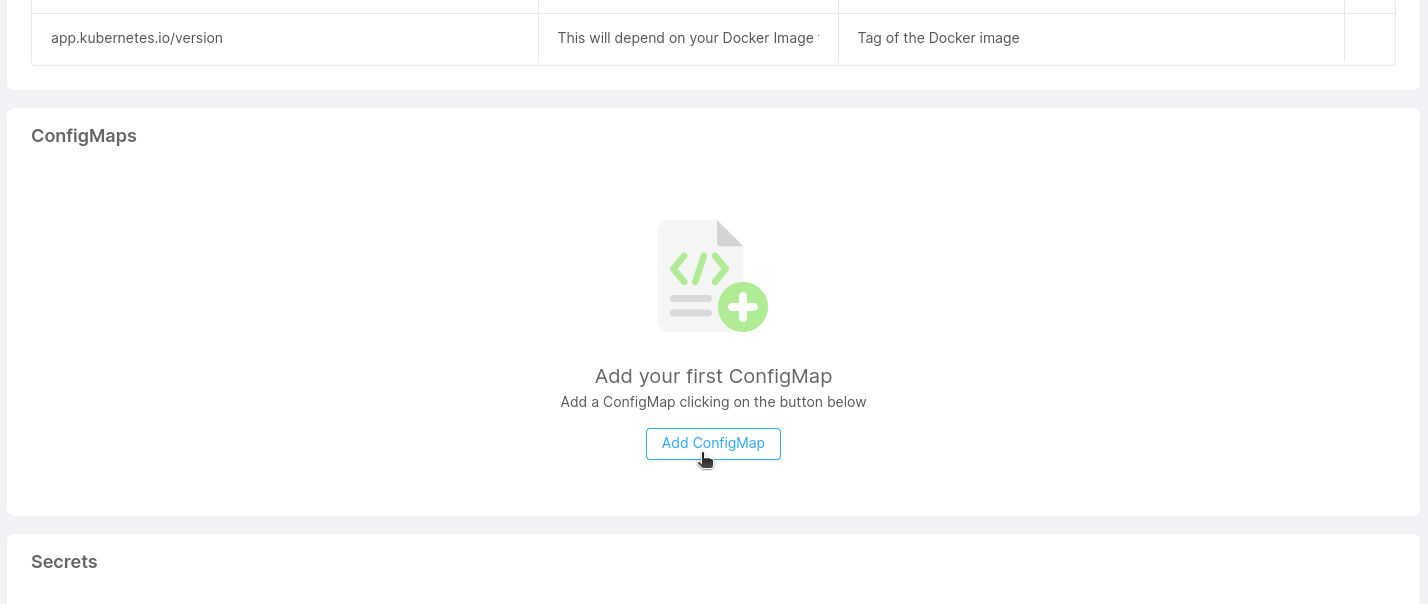 app.kubernetes.io/version
This will depend on your Docker Image
Tag of the Docker image
ConfigMaps
</>
Add your first ConfigMap
Add a ConfigMap clicking on the button below
Add ConfigMap
Secrets